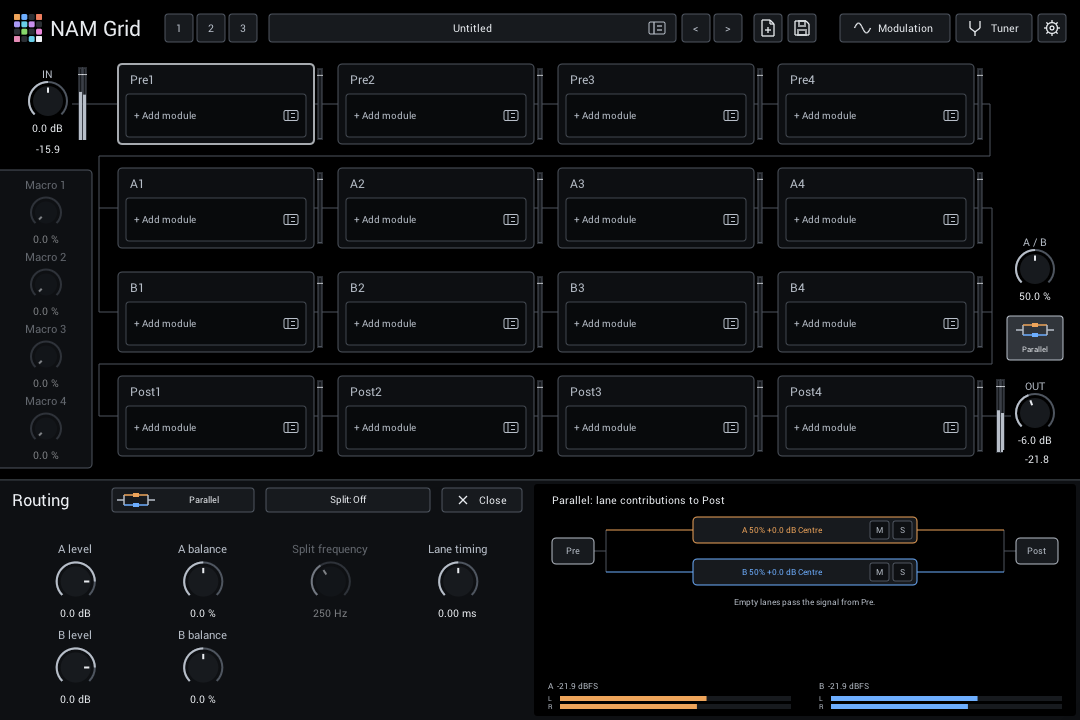 NAM Grid
1
2
3
Untitled
<
>
Modulation
Tuner
IN
0.0 dB
-15.9
Pre1
+ Add module
Pre2
+ Add module
Pre3
+ Add module
Pre4
+ Add module
Macro 1
0.0 %
Macro 2
0.0 %
Macro 3
0.0 %
Macro 4
0.0 %
A1
+ Add module
A2
+ Add module
A3
+ Add module
A4
+ Add module
B1
+ Add module
B2
+ Add module
B3
+ Add module
B4
+ Add module
A / B
50.0 %
Parallel
Post1
+ Add module
Post2
+ Add module
Post3
+ Add module
Post4
+ Add module
OUT
-6.0 dB
-21.8
Routing
Parallel
Split: Off
Close
A level
0.0 dB
A balance
0.0 %
Split frequency
250 Hz
Lane timing
0.00 ms
B level
0.0 dB
B balance
0.0 %
Parallel: lane contributions to Post
Pre
A 50% +0.0 dB Centre
M
S
B 50% +0.0 dB Centre
M
S
Post
Empty lanes pass the signal from Pre.
A -21.9 dBFS
L
R
B -21.9 dBFS
L
R